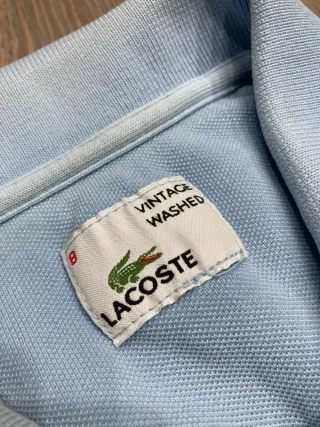 VINTAGE
WASHED
8
LACOSTE